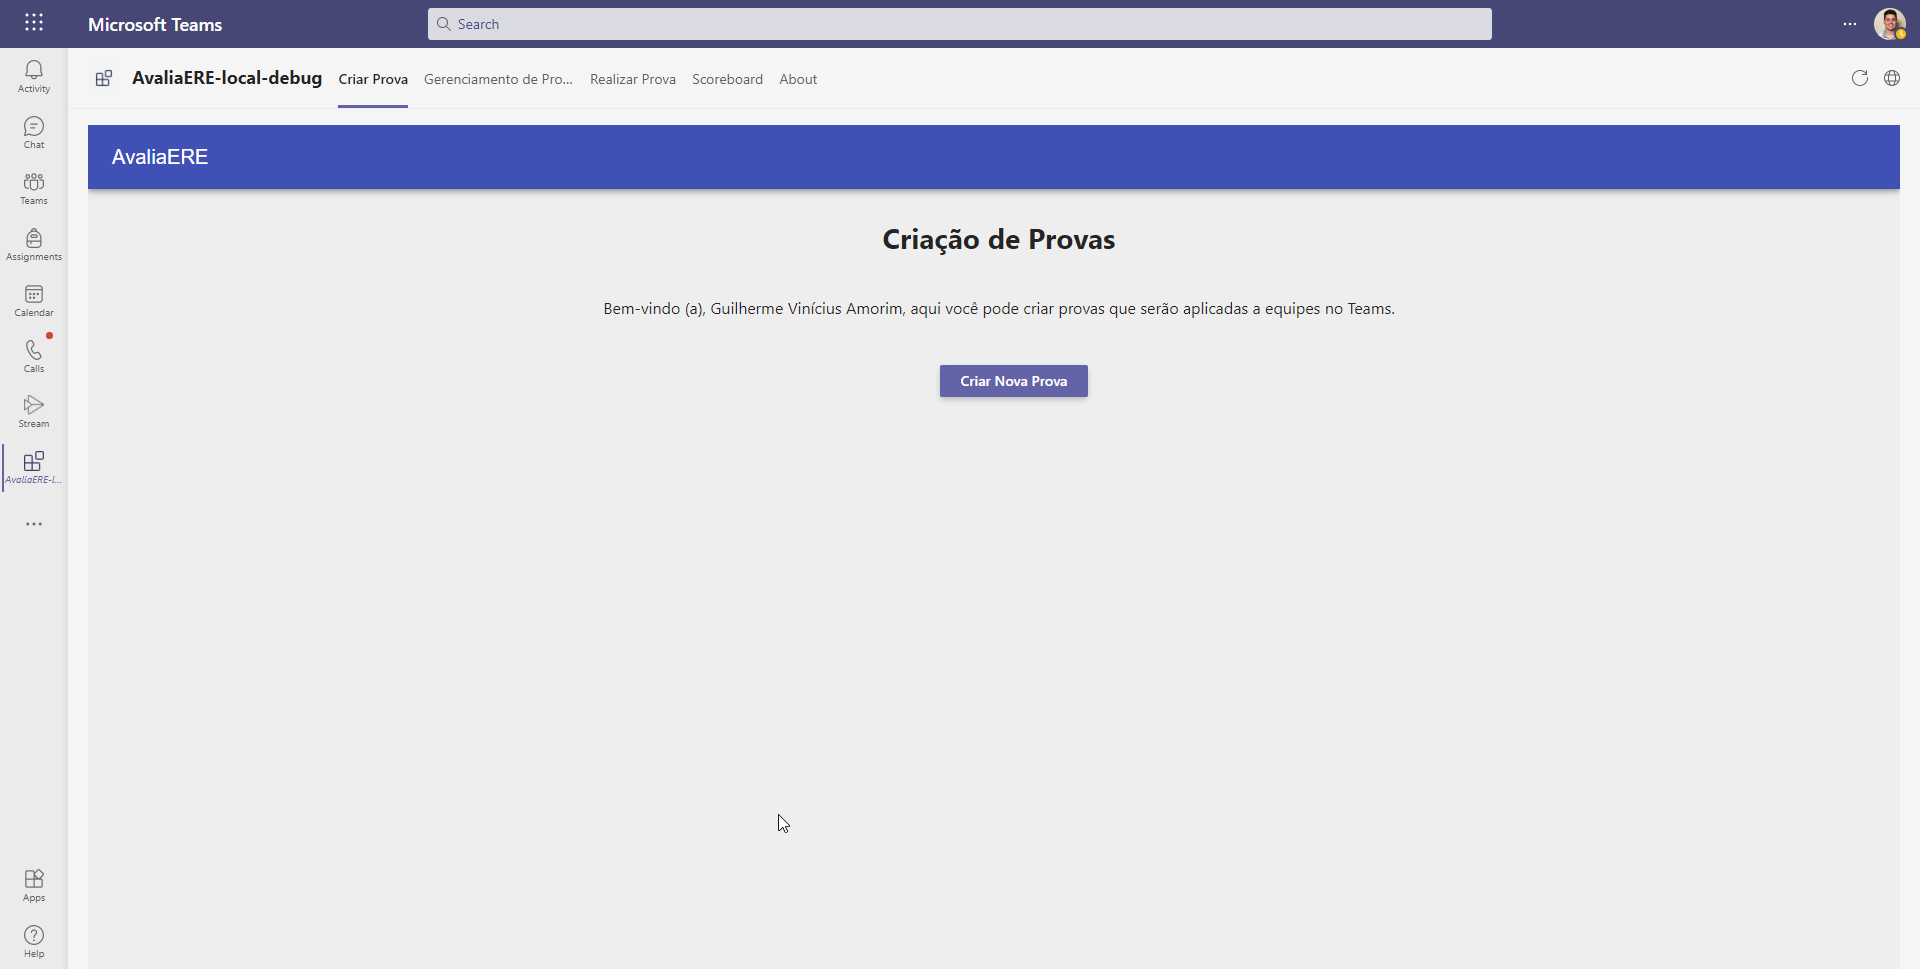 Microsoft Teams
Search
Activity
Chat
Teams
Assignments
Calendar
Calls
Stream
AvaliaERE-l...
Apps
Help
AvaliaERE-local-debug
Criar Prova
Gerenciamento de Pro...
Realizar Prova
Scoreboard
About
AvaliaERE
Criação de Provas
Bem-vindo (a), Guilherme Vinícius Amorim, aqui você pode criar provas que serão aplicadas a equipes no Teams.
Criar Nova Prova